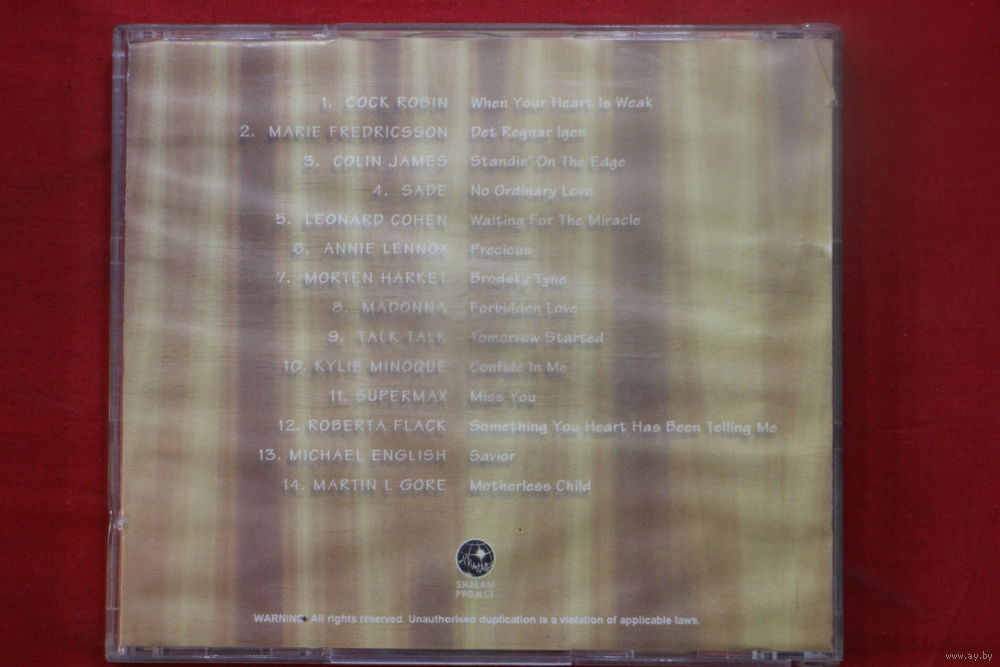 1. COCK ROBIN When Your Heart Is Weak
2. MARIE FREDRICSSON Det Regnar Igen
3. COLIN JAMES Standin' On The Edge
4. SADE No Ordinary Love
5. LEONARD COHEN Waiting For The Miracle
6. ANNIE LENNOX Precious
7. MORTEN HARKET Brodsky Tyne
8. MADONNA Forbidden Love
9. TALK TALK Tomorrow Started
10. KYLIE MINOQUE Confide In Me
11. SUPERMAX Miss You
12. ROBERTA FLACK Something You Heart Has Been Telling Me
13. MICHAEL ENGLISH Savior
14. MARTIN L GORE Motherless Child
SHALAM
PROJECT
WARNING: All rights reserved. Unauthorised duplication is a violation of applicable laws.
www.ay.by